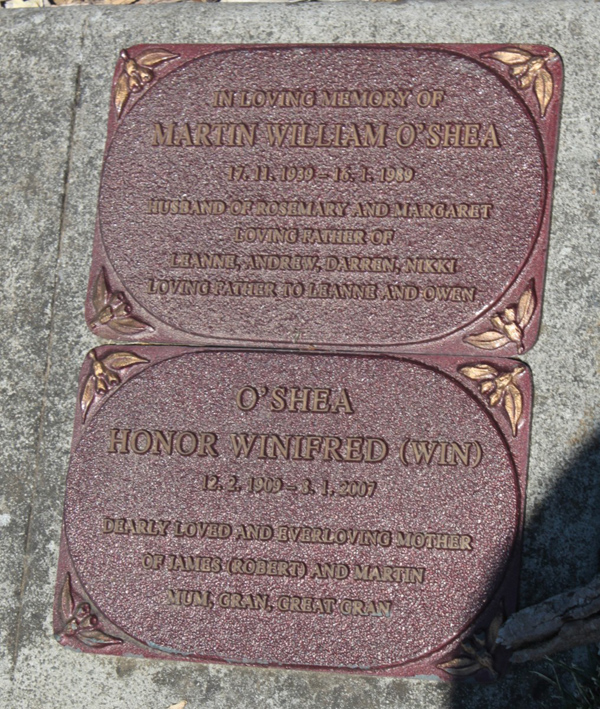 IN LOVING MEMORY OF
MARTIN WILLIAM O'SHEA
17. 11. 1939 – 15. 1. 1989
HUSBAND OF ROSEMARY AND MARGARET
LOVING FATHER OF
LEANNE, ANDREW, DARREN, NIKKI
LOVING FATHER TO LEANNE AND OWEN
O'SHEA
HONOR WINIFRED (WIN)
12. 2. 1909 – 3. 1. 2007
DEARLY LOVED AND EVERLOVING MOTHER
OF JAMES (ROBERT) AND MARTIN
MUM, GRAN, GREAT GRAN